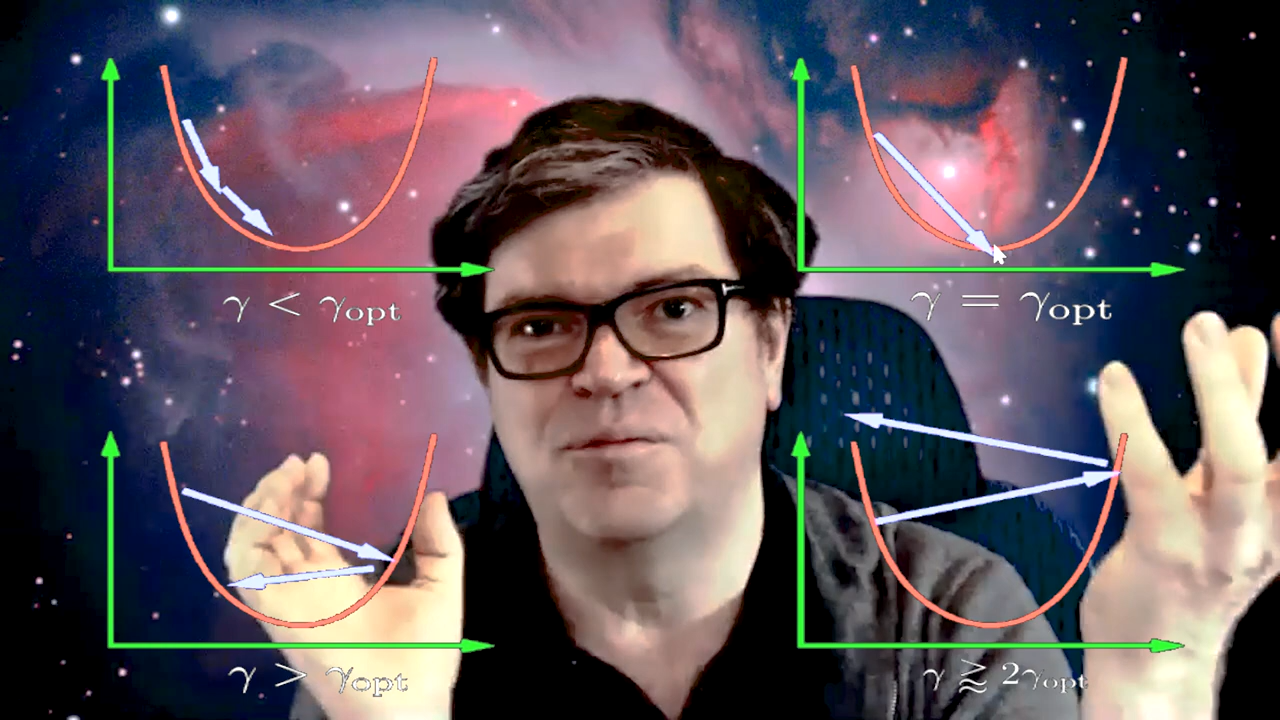 γ < γopt
γ = γopt
γ > γopt
γ ⪆ 2γopt